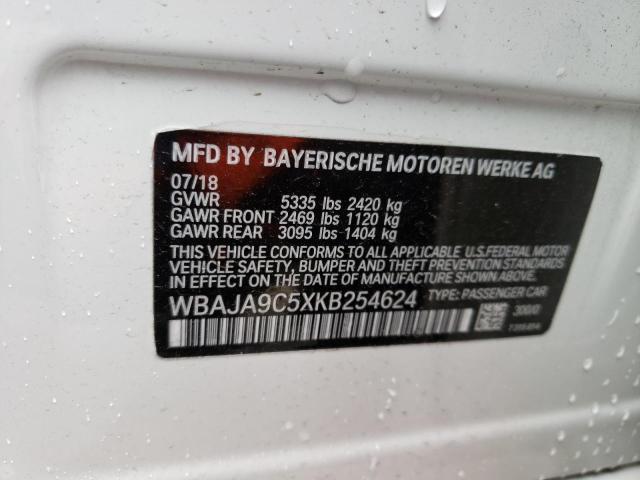 MFD BY BAYERISCHE MOTOREN WERKE AG
07/18
GVWR 5335 lbs 2420 kg
GAWR FRONT 2469 lbs 1120 kg
GAWR REAR 3095 lbs 1404 kg
THIS VEHICLE CONFORMS TO ALL APPLICABLE U.S.FEDERAL MOTOR
VEHICLE SAFETY, BUMPER AND THEFT PREVENTION STANDARDS
IN EFFECT ON THE DATE OF MANUFACTURE SHOWN ABOVE.
WBAJA9C5XKB254624 TYPE: PASSENGER CAR